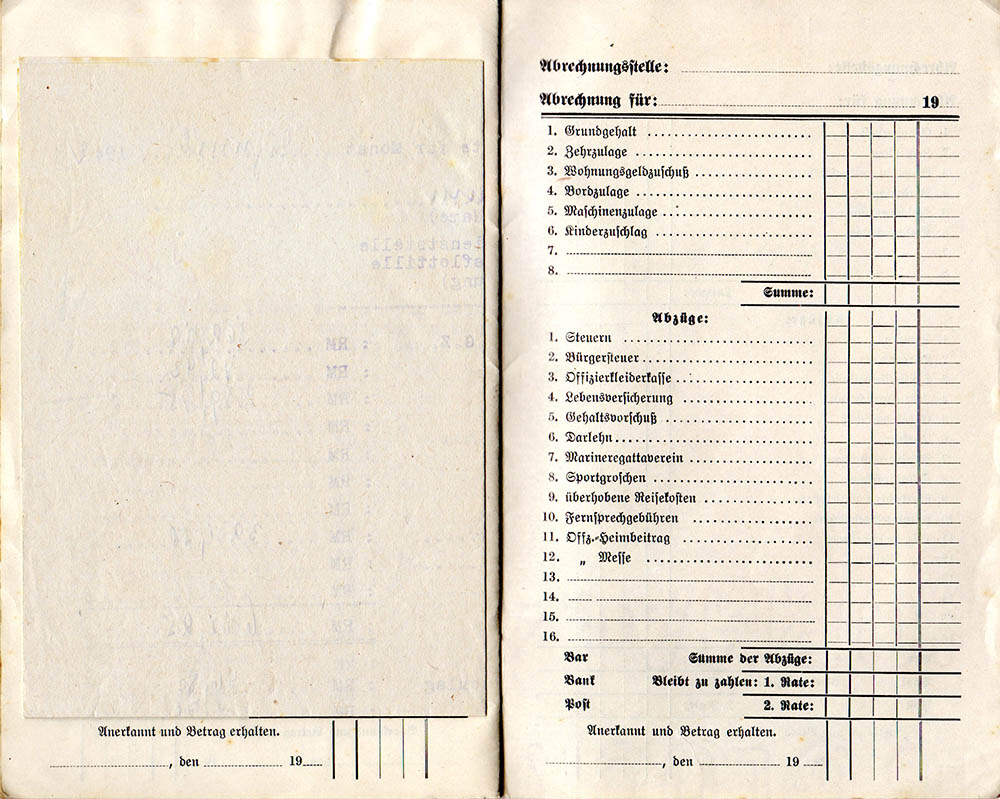 Anerkannt und Betrag erhalten.
, den 19
Abrechnungsstelle:
Abrechnung für: 19
1. Grundgehalt
2. Zehrzulage
3. Wohnungsgeldzuschuß
4. Bordzulage
5. Maschinenzulage
6. Kinderzuschlag
7.
8.
Summe:
Abzüge:
1. Steuern
2. Bürgersteuer
3. Offizierkleiderkasse
4. Lebensversicherung
5. Gehaltsvorschuß
6. Darlehn
7. Marineregattaverein
8. Sportgroschen
9. überhobene Reisekosten
10. Fernsprechgebühren
11. Offz.-Heimbeitrag
12. „ Messe
13.
14.
15.
16.
Bar Summe der Abzüge:
Bank Bleibt zu zahlen: 1. Rate:
Post 2. Rate:
Anerkannt und Betrag erhalten.
, den 19